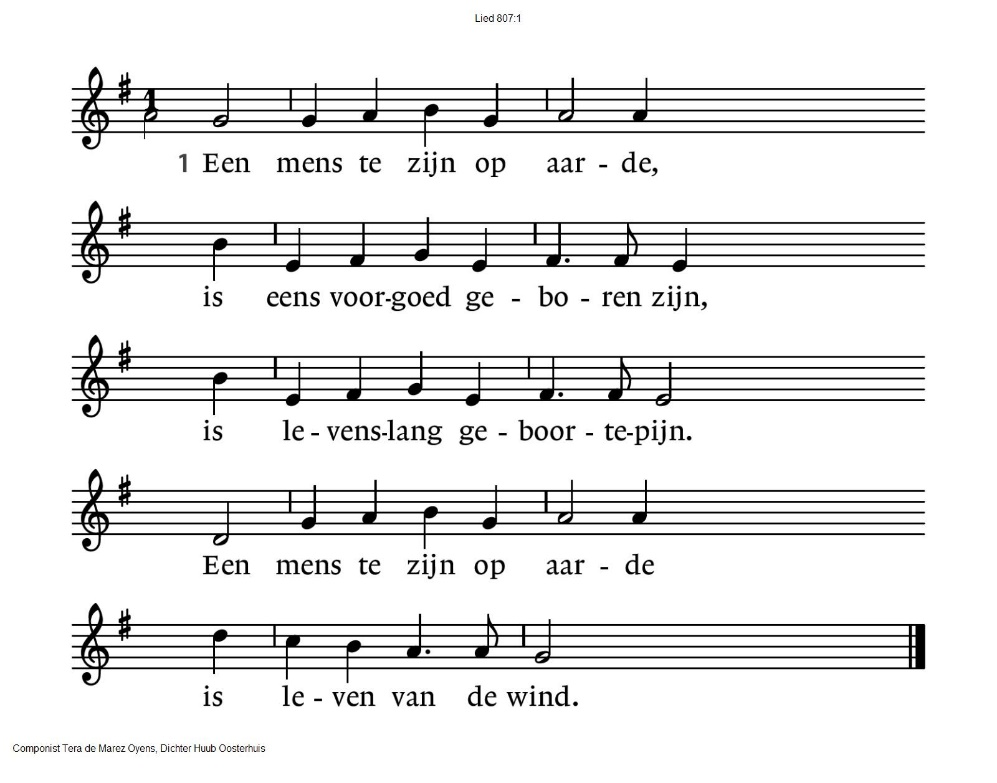 Lied 807:1
1 Een mens te zijn op aar - de,
is eens voor-goed ge - bo - ren zijn,
is le - vens-lang ge - boor - te-pijn.
Een mens te zijn op aar - de
is le - ven van de wind.
Componist Tera de Marez Oyens, Dichter Huub Oosterhuis